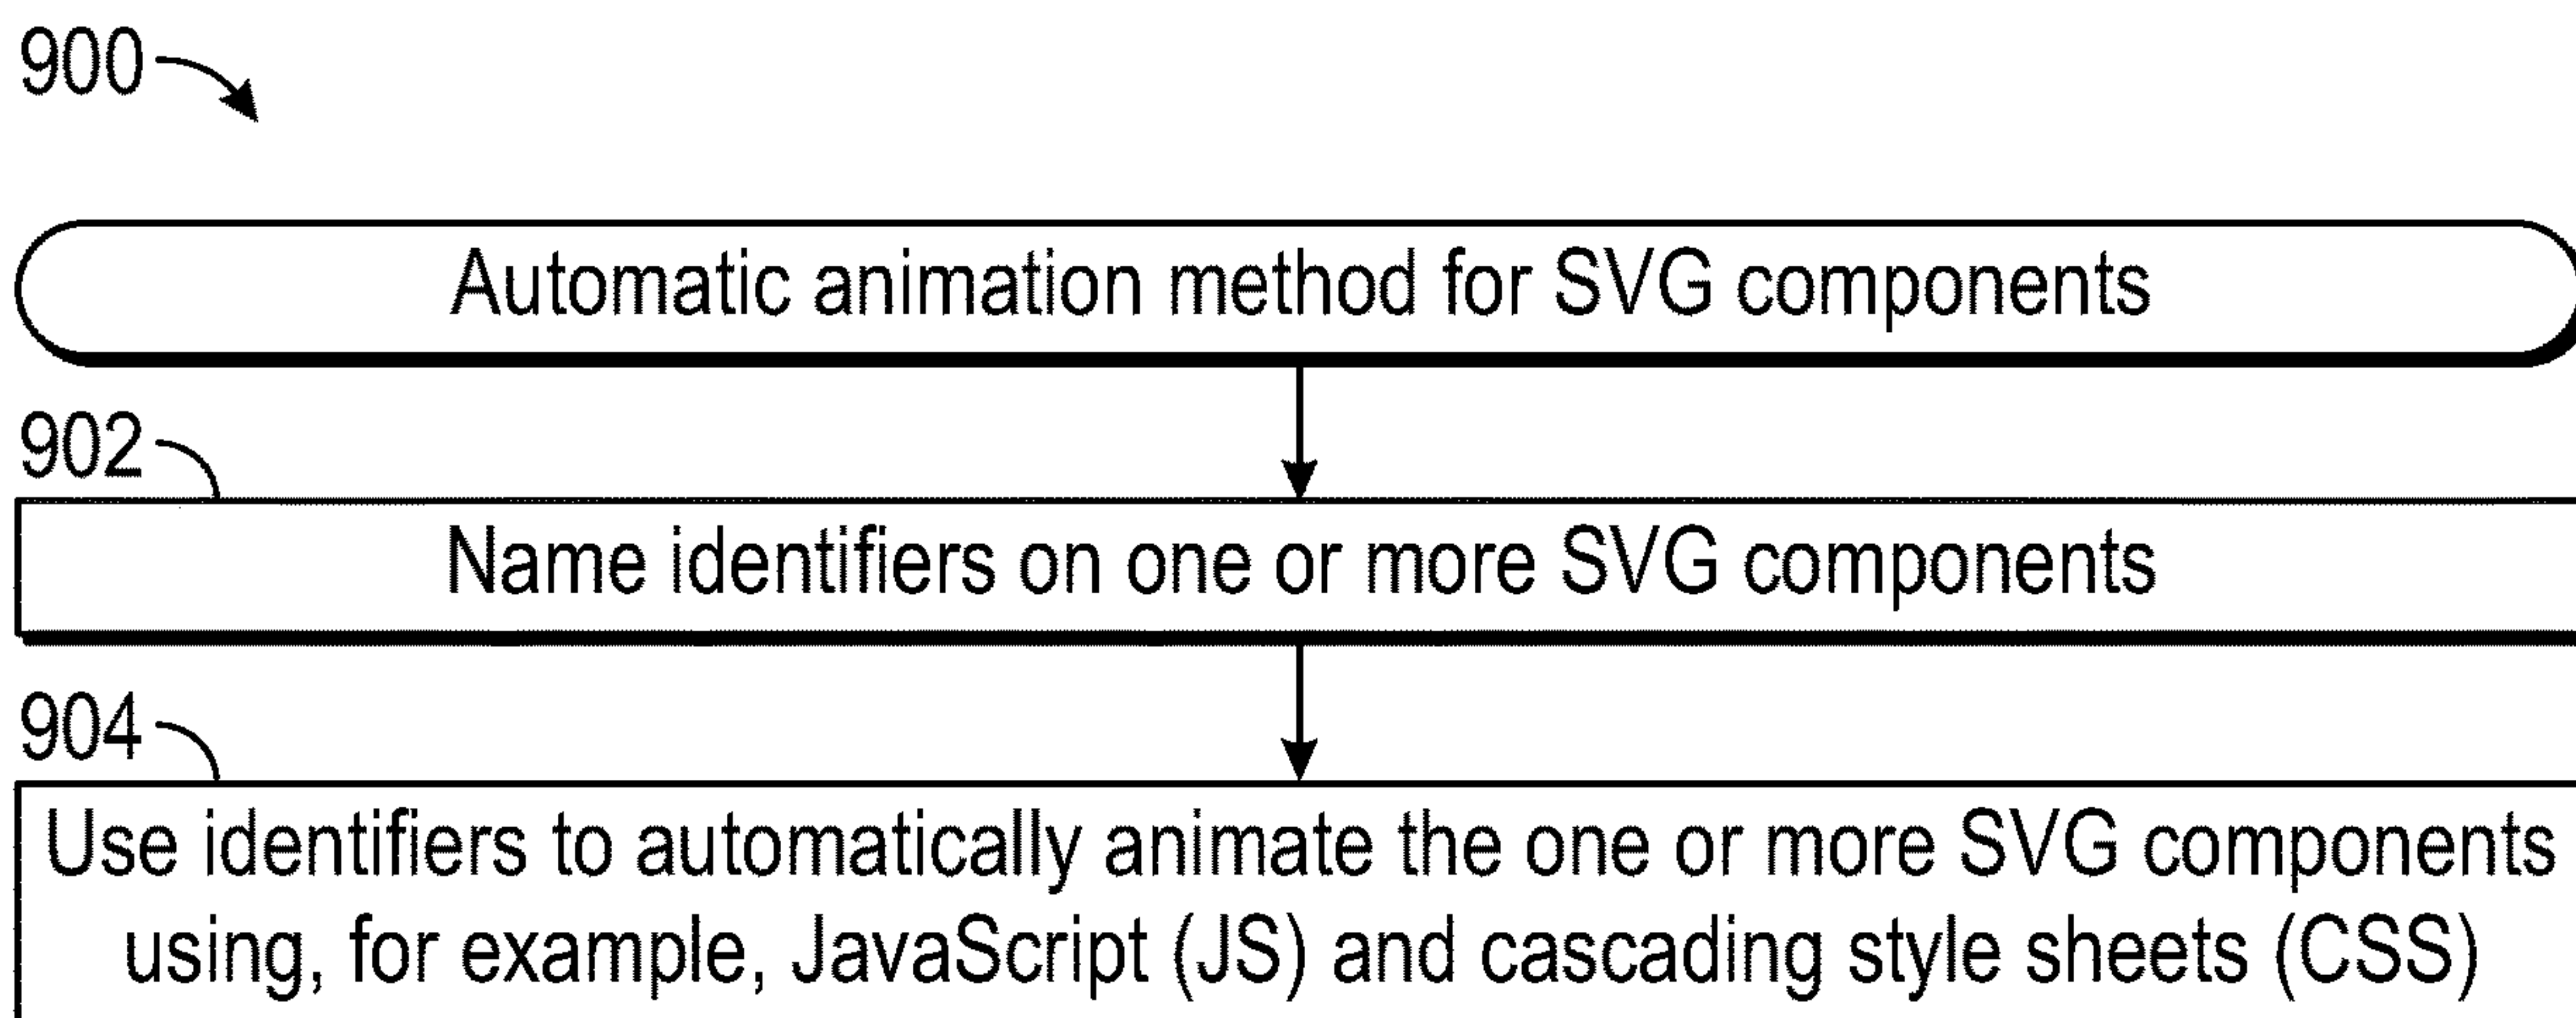 900
Automatic animation method for SVG components
902
Name identifiers on one or more SVG components
904
Use identifiers to automatically animate the one or more SVG components
using, for example, JavaScript (JS) and cascading style sheets (CSS)